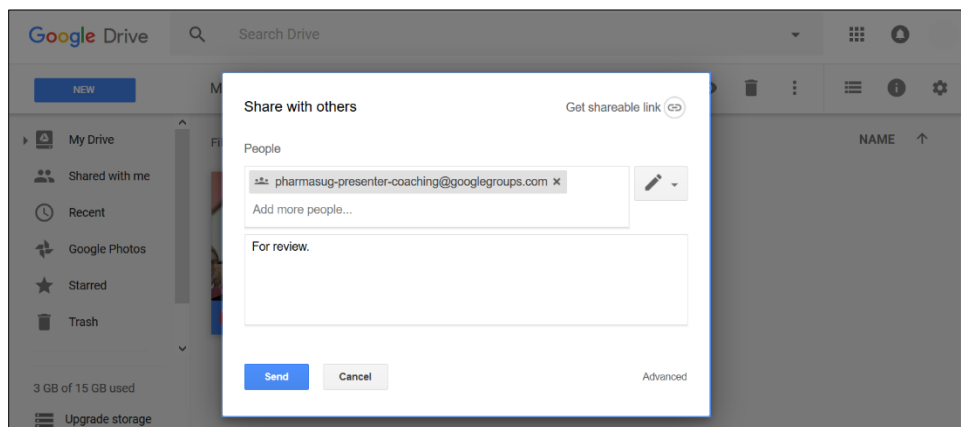 Google Drive
Search Drive
NEW
M
Share with others
Get shareable link
My Drive
Fi
NAME
People
Shared with me
pharmasug-presenter-coaching@googlegroups.com ×
Add more people...
Recent
For review.
Google Photos
Starred
Trash
Send
Cancel
Advanced
3 GB of 15 GB used
Upgrade storage